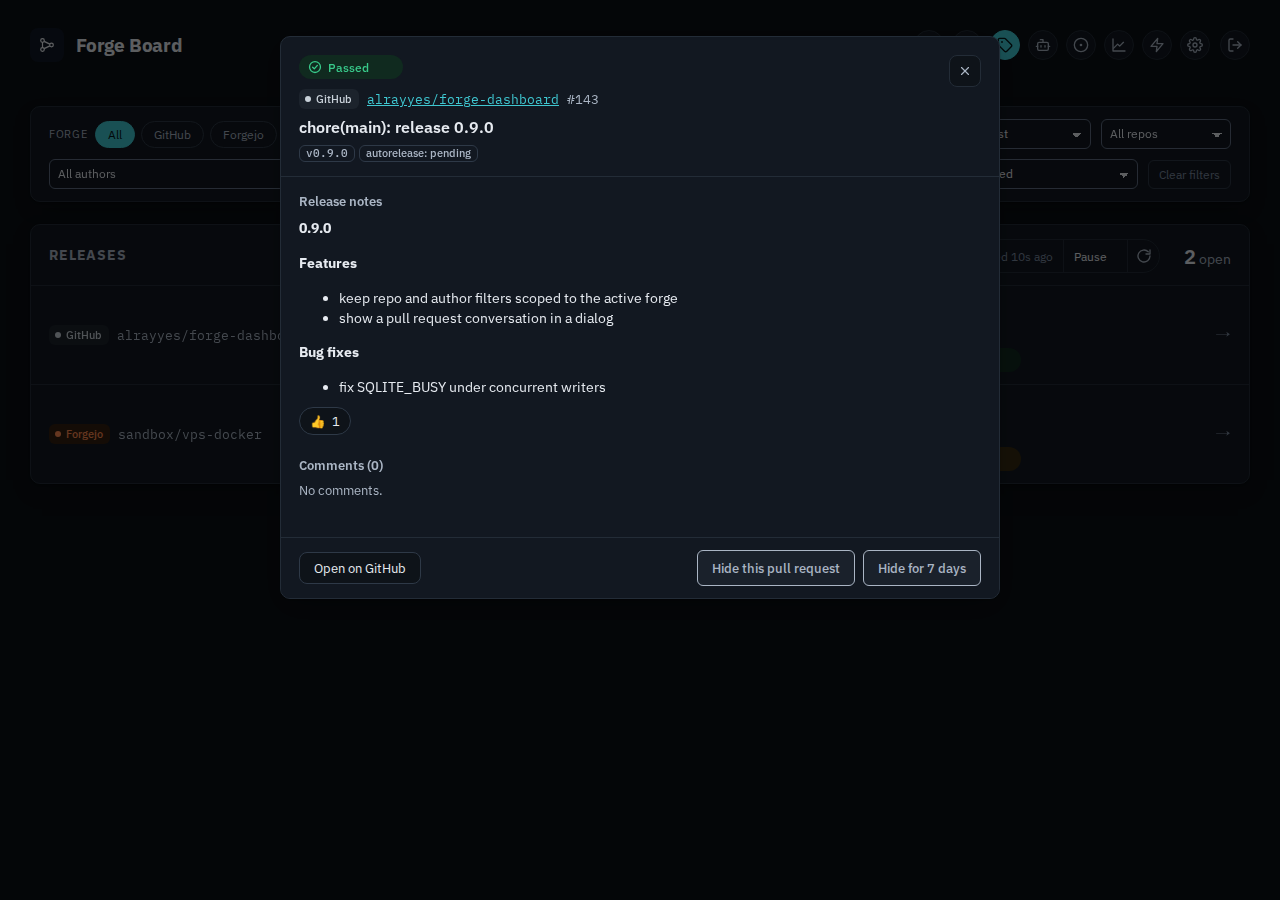 Forge Board
Passed
GitHub alrayyes/forge-dashboard #143
chore(main): release 0.9.0
v0.9.0 autorelease: pending
FORGE All GitHub Forgejo
All repos
All authors
Clear filters
Release notes
0.9.0
RELEASES
10s ago Pause 2 open
Features
keep repo and author filters scoped to the active forge
show a pull request conversation in a dialog
GitHub
Bug fixes
fix SQLITE_BUSY under concurrent writers
👍 1
Forgejo sandbox/vps-docker
Comments (0)
No comments.
Open on GitHub Hide this pull request Hide for 7 days